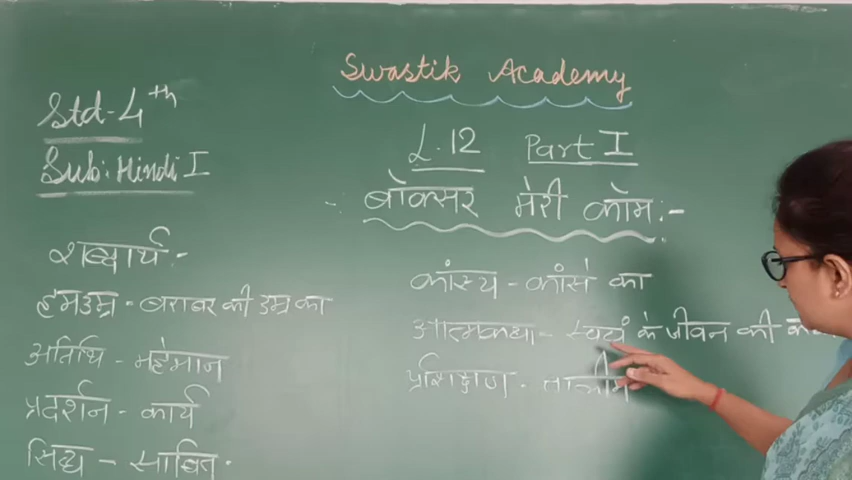 Swastik Academy
Std-4th
Sub: Hindi I
L.12 Part I
बॉक्सर मेरी कॉम:-
शब्दार्थ:-
हमउम्र - बराबर की उम्र का
अतिथि - महेमान
प्रदर्शन - कार्य
सिध्ध - साबित.
कांस्य - कांसे का
आत्मकथा - स्वयं के जीवन की
प्रशिक्षण - तालीम